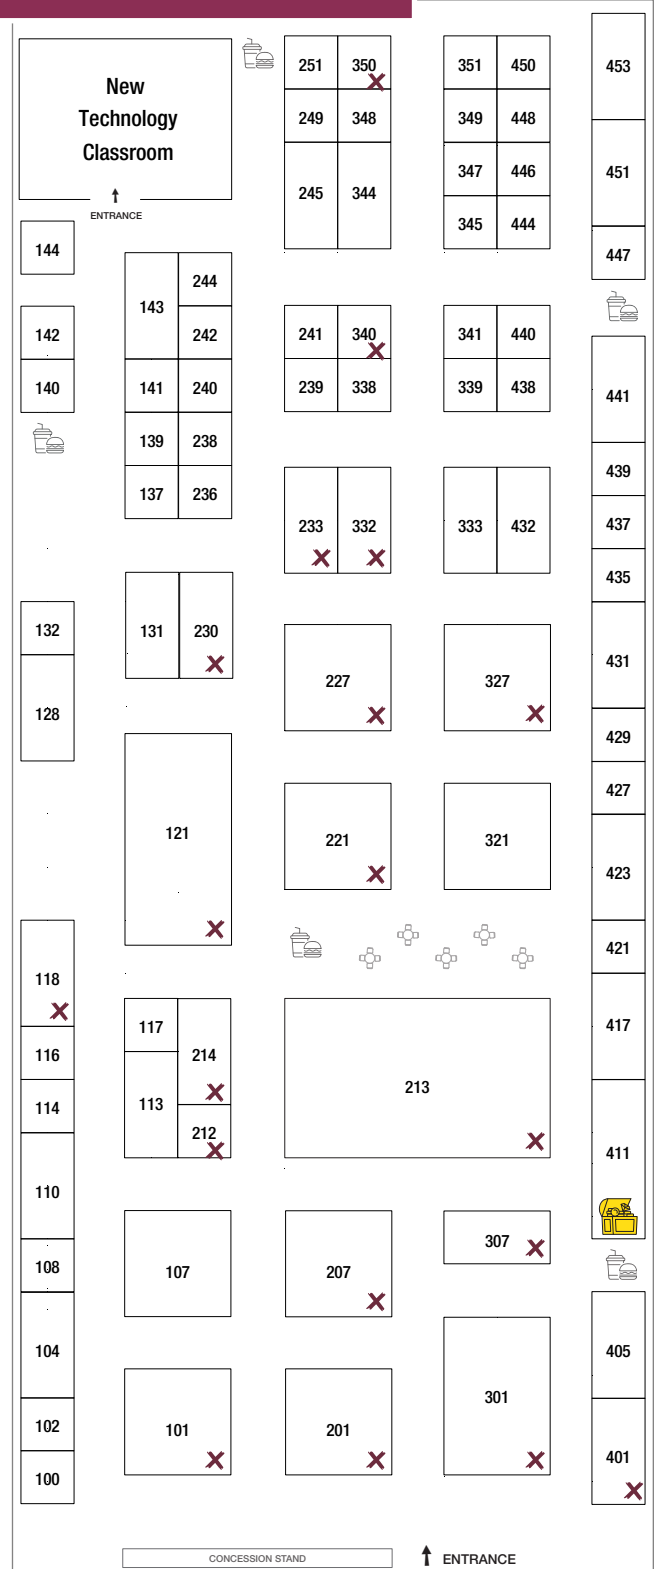 New
Technology
Classroom
ENTRANCE
251 350 351 450 453
249 348 349 448
245 344 347 446 451
345 444
144 447
143 244
142 242 241 340 341 440
140 141 240 239 338 339 438 441
139 238 439
137 236 233 332 333 432 437
435
132 131 230 431
128 227 327
429
427
121 221 321 423
421
118
117 417
116 214
114 113 213
212 411
110
108 107 207 307
104 301 405
102 101 201
100 401
CONCESSION STAND
ENTRANCE